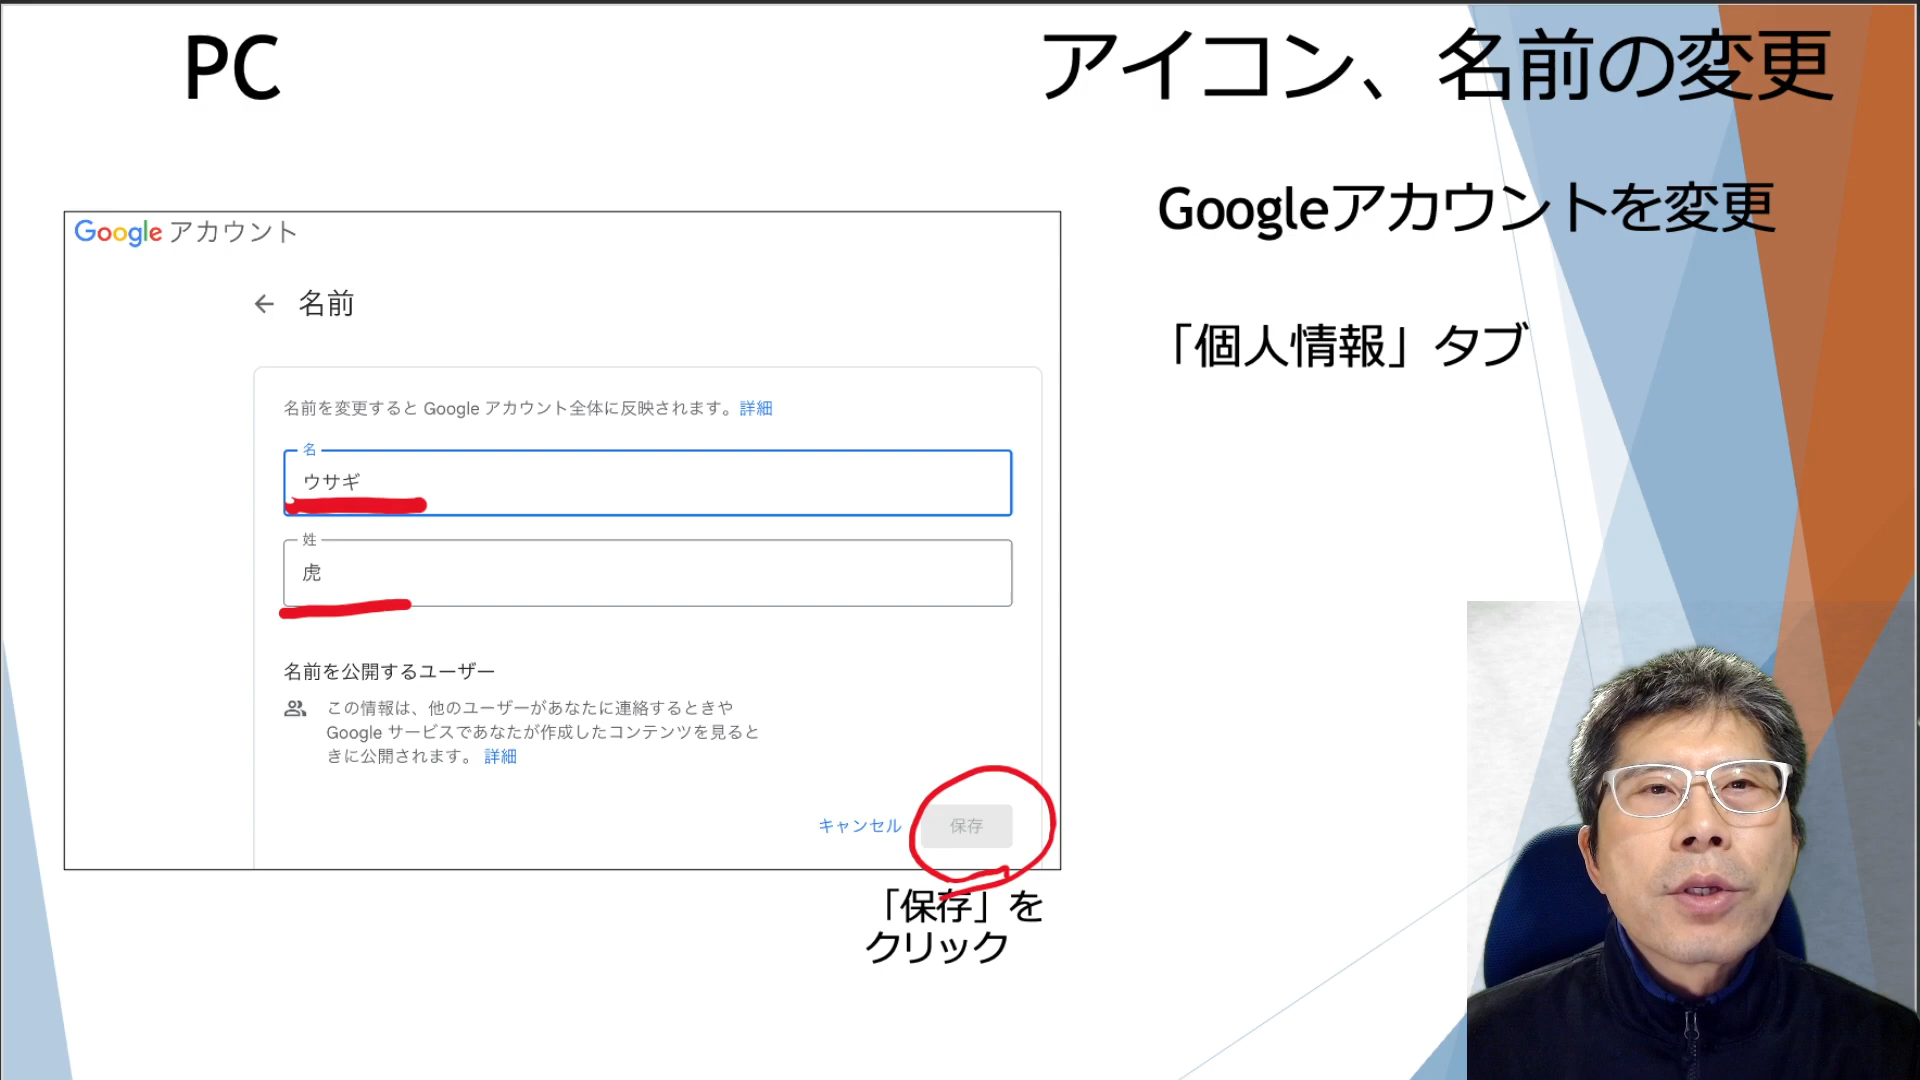 PC
アイコン、名前の変更
Googleアカウントを変更
「個人情報」タブ
Google アカウント
← 名前
名前を変更すると Google アカウント全体に反映されます。詳細
名
ウサギ
姓
虎
名前を公開するユーザー
この情報は、他のユーザーがあなたに連絡するときや
Google サービスであなたが作成したコンテンツを見ると
きに公開されます。 詳細
キャンセル 保存
「保存」を
クリック